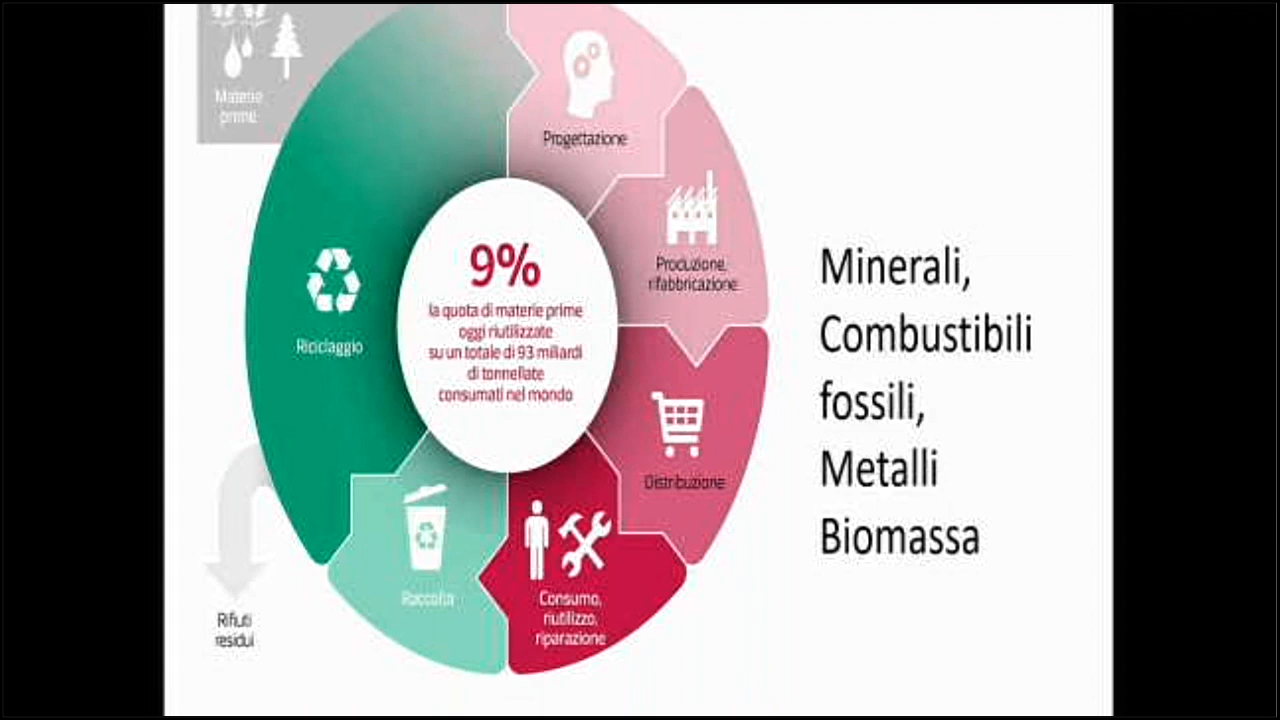 Materie
prime
Progettazione
Produzione,
rifabbricazione
9%
la quota di materie prime
oggi riutilizzate
su un totale di 93 miliardi
di tonnellate
consumati nel mondo
Riciclaggio
Distribuzione
Raccolta
Consumo,
riutilizzo,
riparazione
Rifiuti
residui
Minerali,
Combustibili
fossili,
Metalli
Biomassa